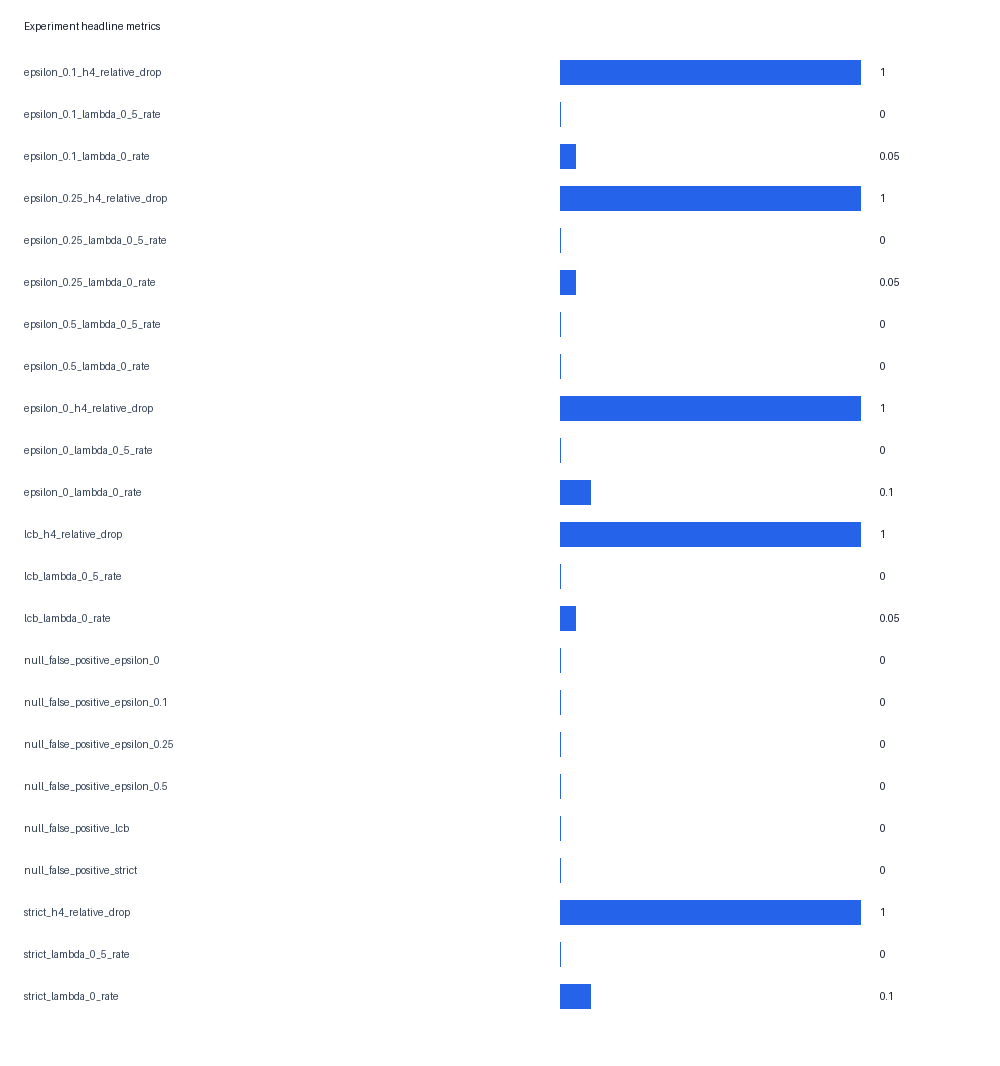 Experiment headline metrics
epsilon_0.1_h4_relative_drop 1
epsilon_0.1_lambda_0_5_rate 0
epsilon_0.1_lambda_0_rate 0.05
epsilon_0.25_h4_relative_drop 1
epsilon_0.25_lambda_0_5_rate 0
epsilon_0.25_lambda_0_rate 0.05
epsilon_0.5_lambda_0_5_rate 0
epsilon_0.5_lambda_0_rate 0
epsilon_0_h4_relative_drop 1
epsilon_0_lambda_0_5_rate 0
epsilon_0_lambda_0_rate 0.1
lcb_h4_relative_drop 1
lcb_lambda_0_5_rate 0
lcb_lambda_0_rate 0.05
null_false_positive_epsilon_0 0
null_false_positive_epsilon_0.1 0
null_false_positive_epsilon_0.25 0
null_false_positive_epsilon_0.5 0
null_false_positive_lcb 0
null_false_positive_strict 0
strict_h4_relative_drop 1
strict_lambda_0_5_rate 0
strict_lambda_0_rate 0.1